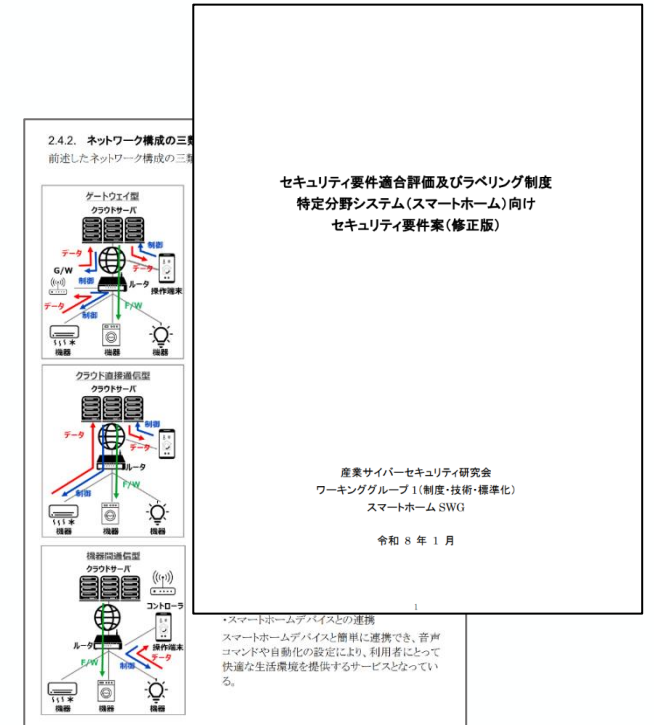 セキュリティ要件適合評価及びラベリング制度
特定分野システム(スマートホーム)向け
セキュリティ要件案(修正版)
産業サイバーセキュリティ研究会
ワーキンググループ 1(制度・技術・標準化)
スマートホーム SWG
令和 8 年 1 月
1
2.4.2. ネットワーク構成の三
前述したネットワーク構成の三
ゲートウェイ型
クラウドサーバ
データ
制御
G/W
制御
データ
ルータ
操作端末
データ
制御
F/W
機器
機器
機器
クラウド直接通信型
クラウドサーバ
データ
制御
データ
ルータ
制御
F/W
機器
機器
機器
機器間通信型
クラウドサーバ
コントローラ
ルータ
操作端末
データ
F/W
制御
機器
機器
機器
・スマートホームデバイスとの連携
スマートホームデバイスと簡単に連携でき、音声
コマンドや自動化の設定により、利用者にとって
快適な生活環境を提供するサービスとなってい
る。